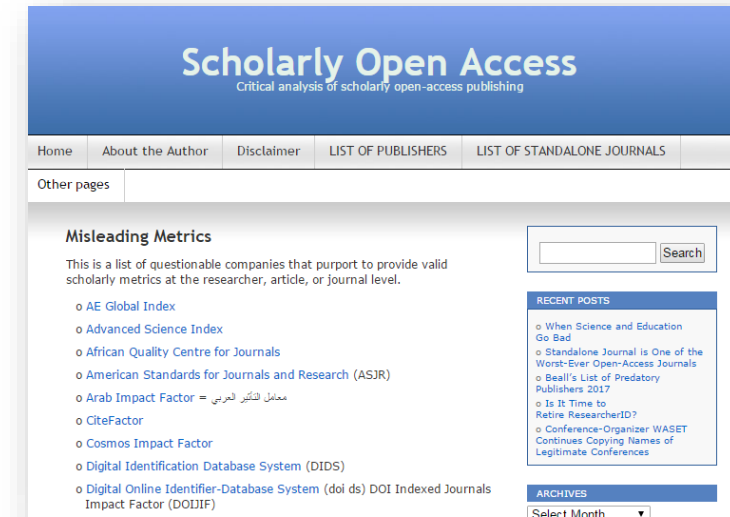 Scholarly Open Access
Critical analysis of scholarly open-access publishing
Home
About the Author
Disclaimer
LIST OF PUBLISHERS
LIST OF STANDALONE JOURNALS
Other pages
Misleading Metrics
This is a list of questionable companies that purport to provide valid
scholarly metrics at the researcher, article, or journal level.
o AE Global Index
o Advanced Science Index
o African Quality Centre for Journals
o American Standards for Journals and Research (ASJR)
o Arab Impact Factor = معامل التأثير العربي
o CiteFactor
o Cosmos Impact Factor
o Digital Identification Database System (DIDS)
o Digital Online Identifier-Database System (doi ds) DOI Indexed Journals
Impact Factor (DOIJIF)
Search
RECENT POSTS
o When Science and Education
Go Bad
o Standalone Journal is One of the
Worst-Ever Open-Access Journals
o Beall's List of Predatory
Publishers 2017
o Is It Time to
Retire ResearcherID?
o Conference-Organizer WASET
Continues Copying Names of
Legitimate Conferences
ARCHIVES
Select Month